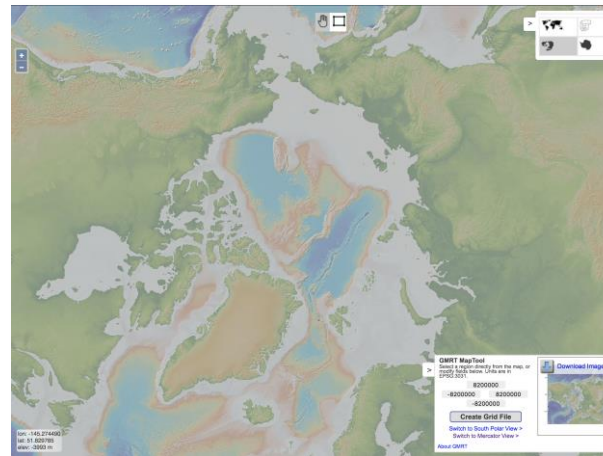 +
-
>
lon: -145.274490
lat: 51.829785
elev: -3993 m
>
GMRT MapTool
Select a region directly from the map, or
modify fields below. Units are in
EPSG:3031.
8200000
-8200000 8200000
-8200000
Create Grid File
Switch to South Polar View >
Switch to Mercator View >
About GMRT
Download Image